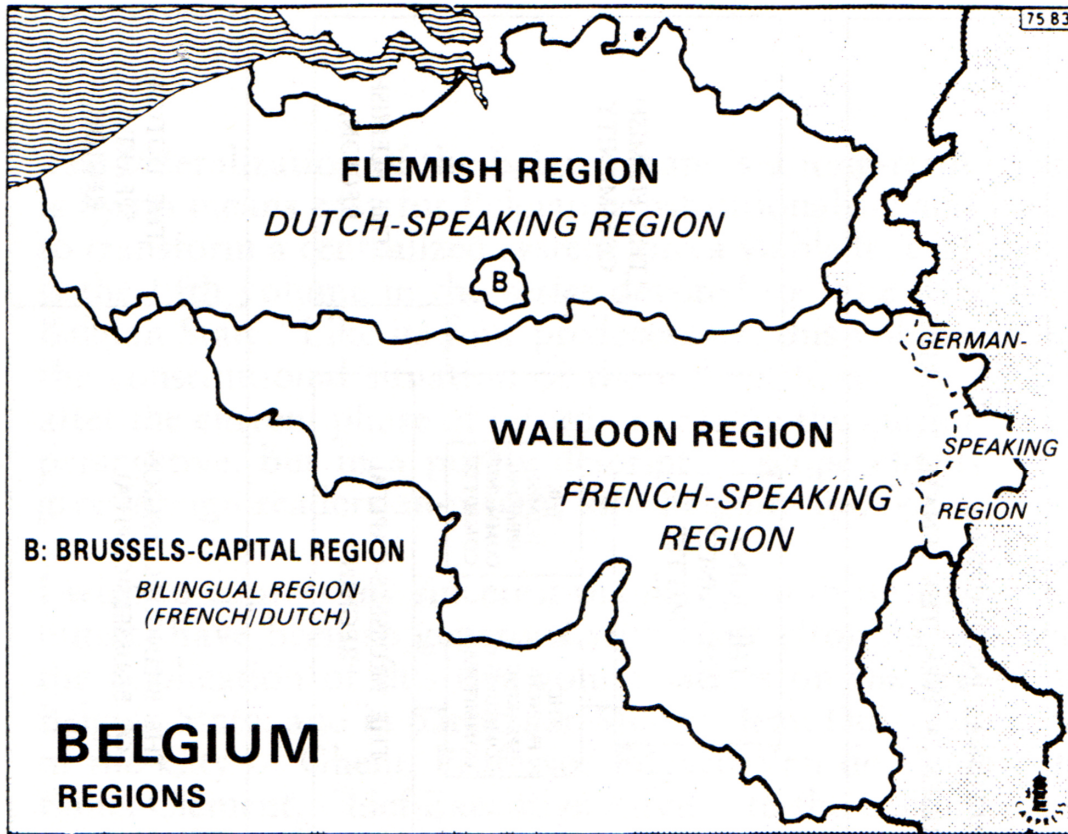 75 83
FLEMISH REGION
DUTCH-SPEAKING REGION
B
GERMAN-
SPEAKING
REGION
WALLOON REGION
FRENCH-SPEAKING
REGION
B: BRUSSELS-CAPITAL REGION
BILINGUAL REGION
(FRENCH/DUTCH)
BELGIUM
REGIONS